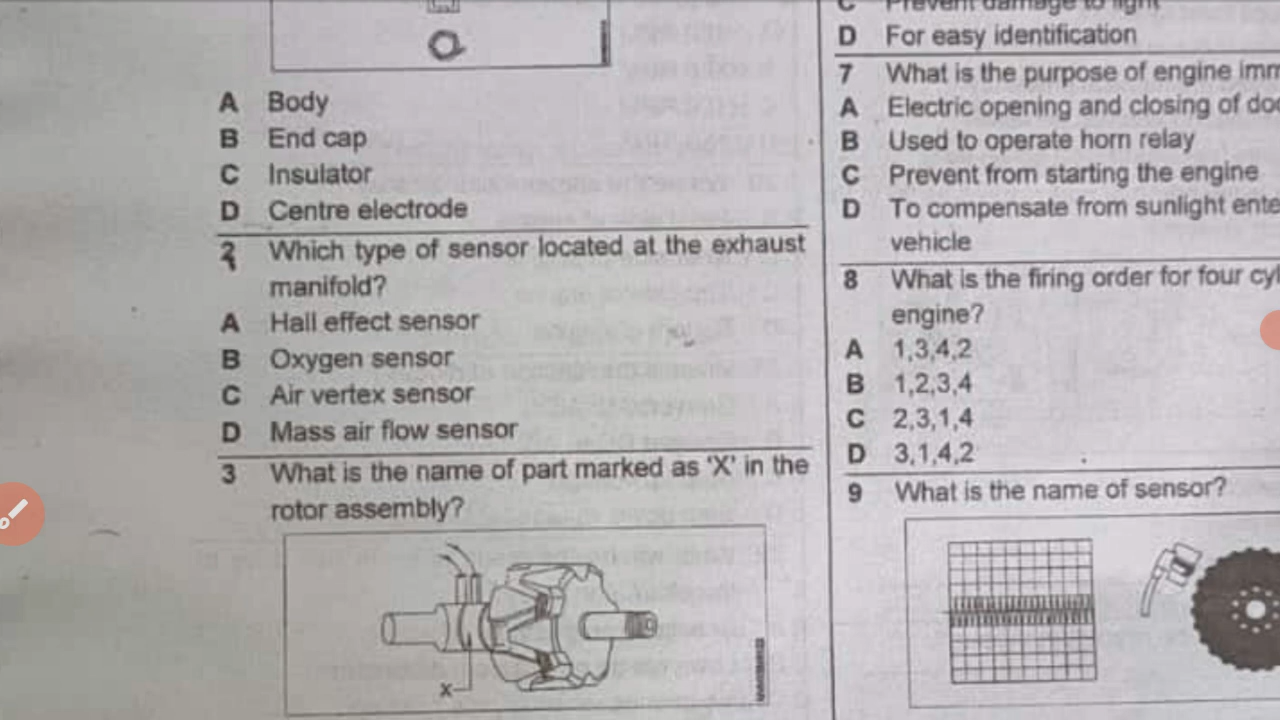 A Body
B End cap
C Insulator
D Centre electrode
2 Which type of sensor located at the exhaust
manifold?
A Hall effect sensor
B Oxygen sensor
C Air vertex sensor
D Mass air flow sensor
3 What is the name of part marked as 'X' in the
rotor assembly?
X
C Prevent damage to light
D For easy identification
7 What is the purpose of engine
A Electric opening and closing of
B Used to operate horn relay
C Prevent from starting the engine
D To compensate from sunlight
vehicle
8 What is the firing order for four
engine?
A 1,3,4,2
B 1,2,3,4
C 2,3,1,4
D 3,1,4,2
9 What is the name of sensor?